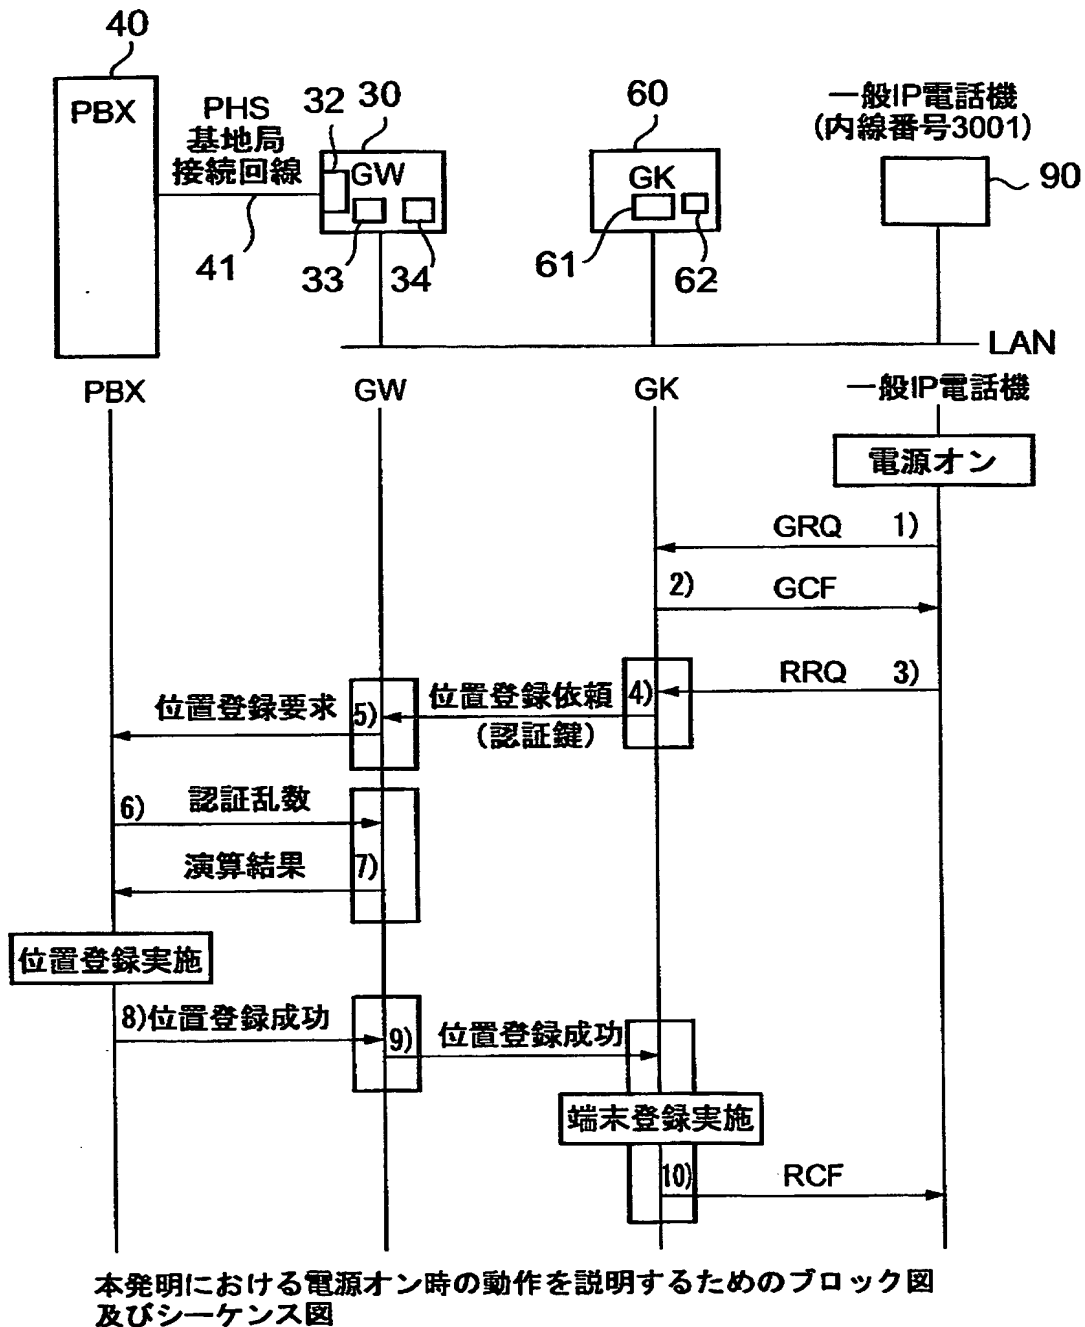 40
PBX
PHS
基地局
接続回線
41
32
30
GW
33
34
60
GK
61
62
一般IP電話機
(内線番号3001)
90
LAN
PBX
GW
GK
一般IP電話機
電源オン
GRQ 1)
2) GCF
RRQ 3)
4)
位置登録依頼
(認証鍵)
5)
位置登録要求
6) 認証乱数
演算結果 7)
位置登録実施
8)位置登録成功
9) 位置登録成功
端末登録実施
10) RCF
本発明における電源オン時の動作を説明するためのブロック図
及びシーケンス図